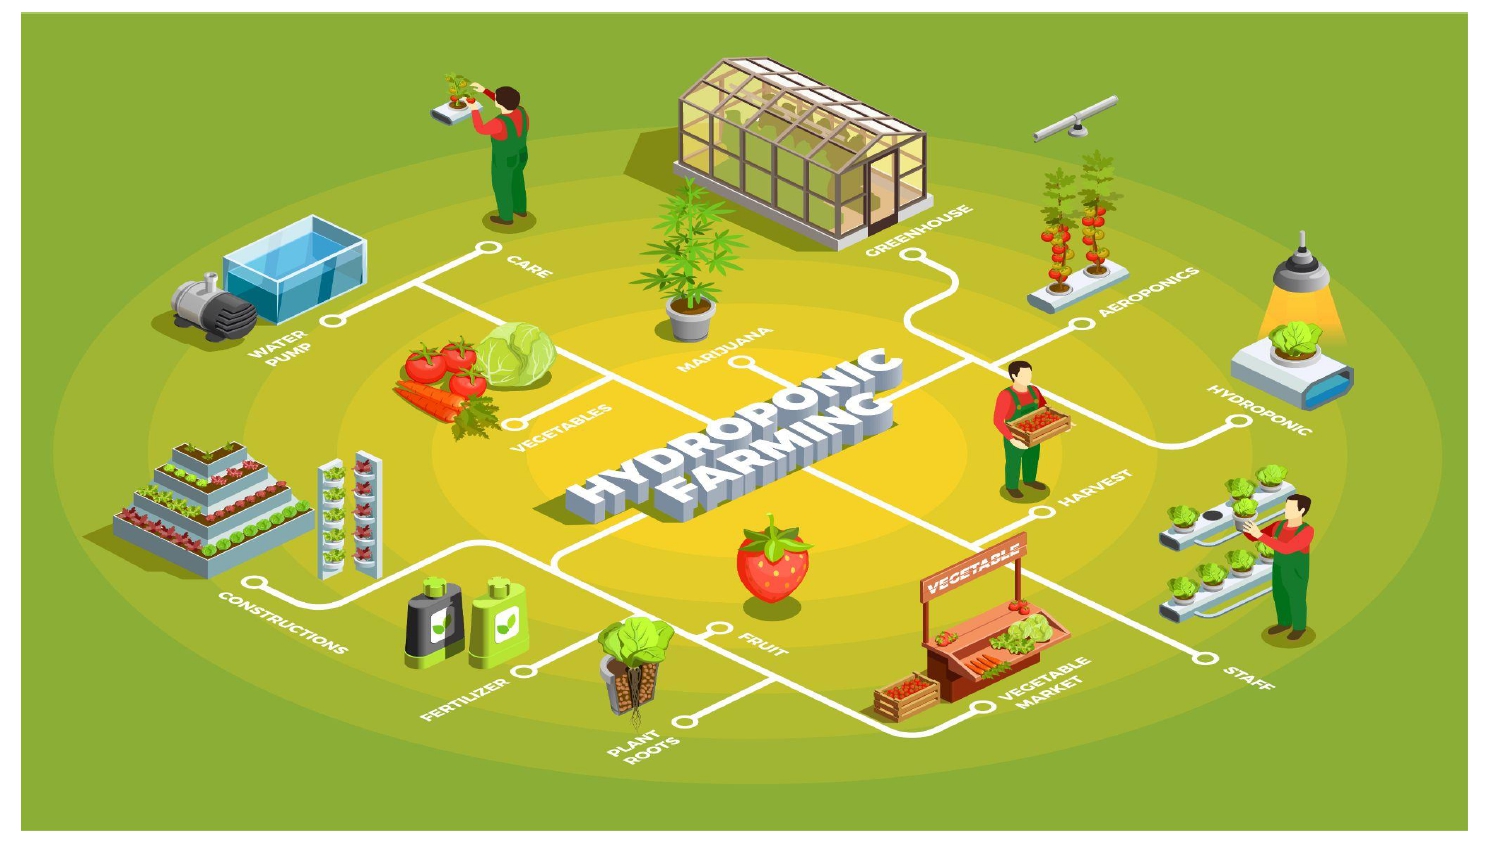 GREENHOUSE
CARE
AEROPONICS
WATER
PUMP
MARIJUANA
HYDROPONIC
VEGETABLES
HYDROPONIC
FARMING
HARVEST
VEGETABLE
CONSTRUCTIONS
FRUIT
STAFF
FERTILIZER
VEGETABLE
MARKET
PLANT
ROOTS